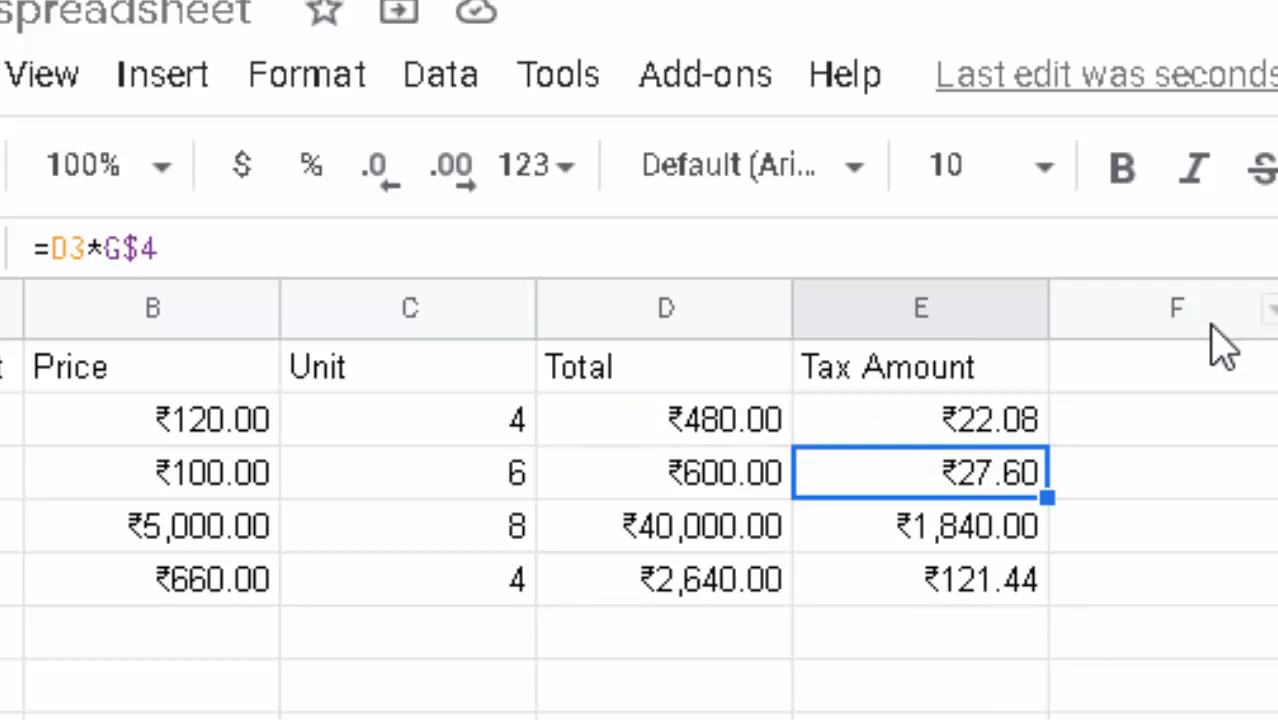 spreadsheet
View Insert Format Data Tools Add-ons Help Last edit was seconds
100% $ % .0 .00 123 Default (Ari... 10 B I S
=D3*G$4
B C D E F
t Price Unit Total Tax Amount
₹120.00 4 ₹480.00 ₹22.08
₹100.00 6 ₹600.00 ₹27.60
₹5,000.00 8 ₹40,000.00 ₹1,840.00
₹660.00 4 ₹2,640.00 ₹121.44